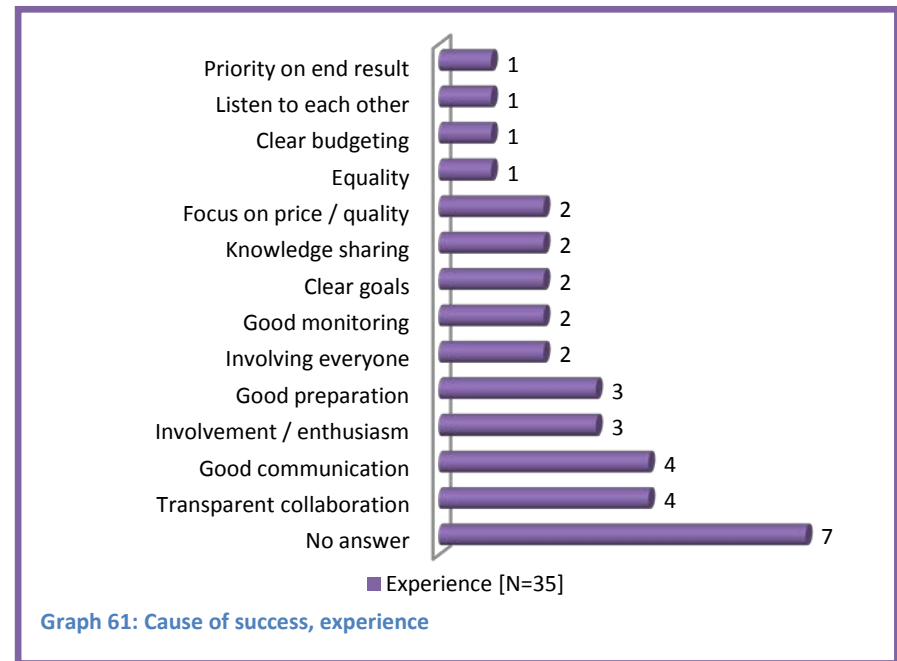 Priority on end result 1
Listen to each other 1
Clear budgeting 1
Equality 1
Focus on price / quality 2
Knowledge sharing 2
Clear goals 2
Good monitoring 2
Involving everyone 2
Good preparation 3
Involvement / enthusiasm 3
Good communication 4
Transparent collaboration 4
No answer 7
Experience [N=35]
Graph 61: Cause of success, experience